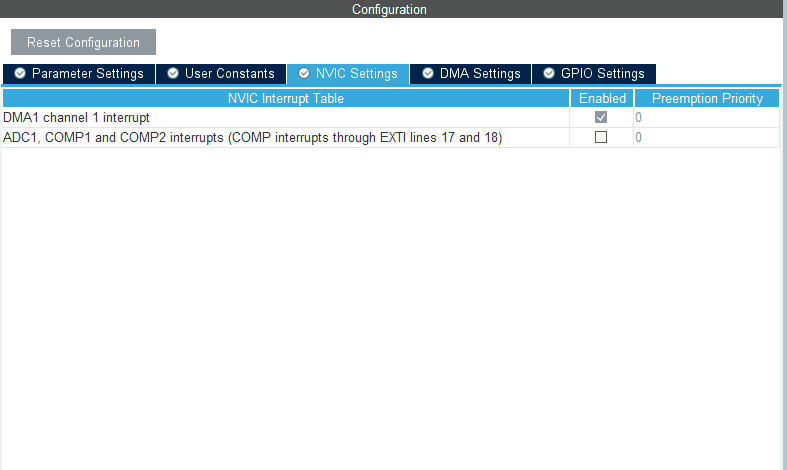 Configuration
Reset Configuration
Parameter Settings User Constants NVIC Settings DMA Settings GPIO Settings
NVIC Interrupt Table Enabled Preemption Priority
DMA1 channel 1 interrupt 0
ADC1, COMP1 and COMP2 interrupts (COMP interrupts through EXTI lines 17 and 18) 0